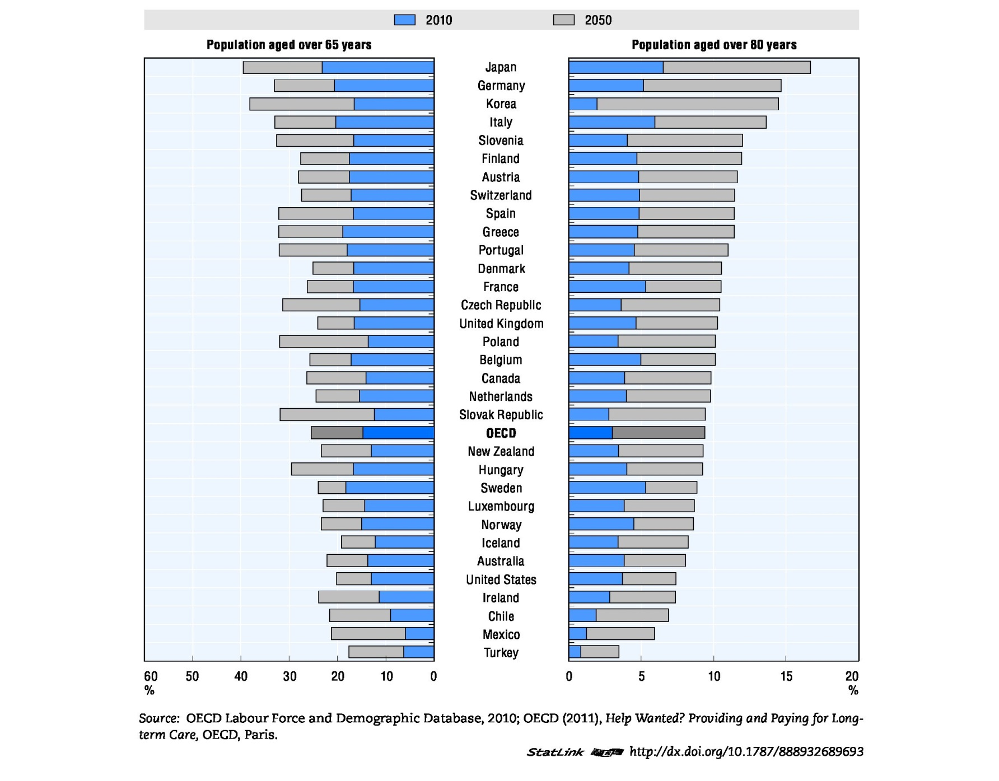 2010 2050
Population aged over 65 years Population aged over 80 years
Japan
Germany
Korea
Italy
Slovenia
Finland
Austria
Switzerland
Spain
Greece
Portugal
Denmark
France
Czech Republic
United Kingdom
Poland
Belgium
Canada
Netherlands
Slovak Republic
OECD
New Zealand
Hungary
Sweden
Luxembourg
Norway
Iceland
Australia
United States
Ireland
Chile
Mexico
Turkey
60 50 40 30 20 10 0 0 5 10 15 20
% %
Source: OECD Labour Force and Demographic Database, 2010; OECD (2011), Help Wanted? Providing and Paying for Long-
term Care, OECD, Paris.
StatLink http://dx.doi.org/10.1787/888932689693